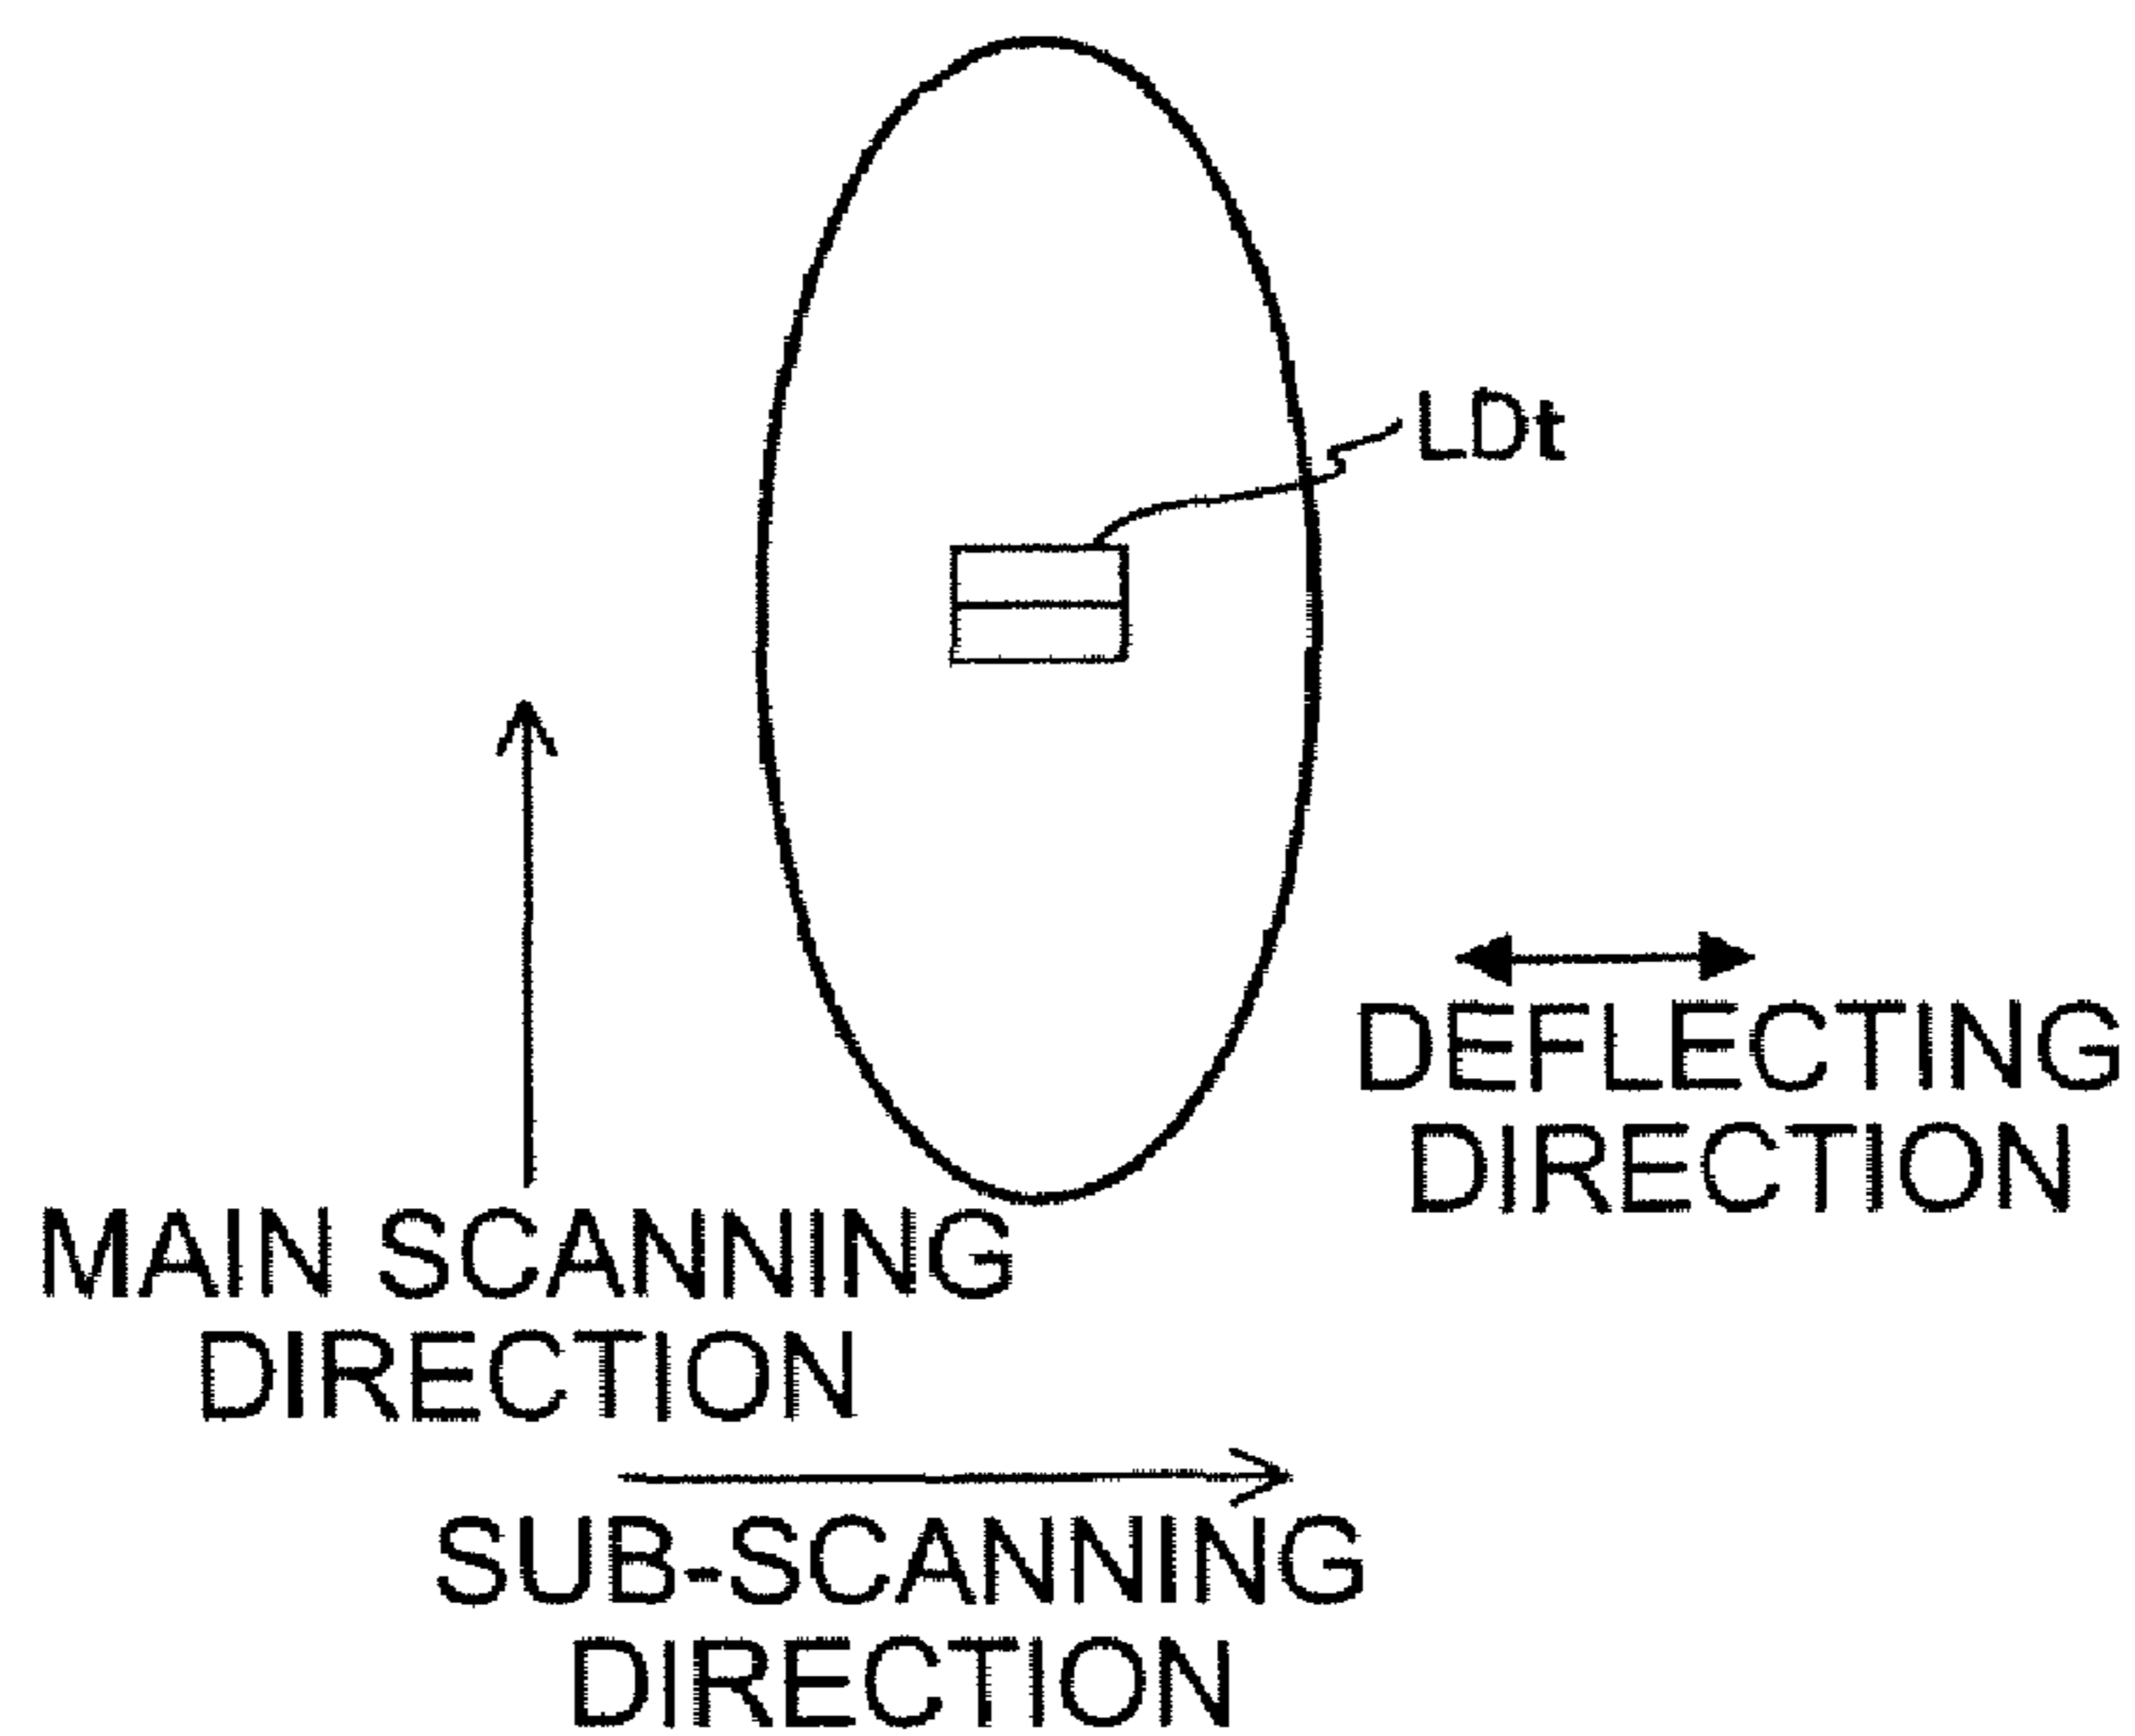 LDt
DEFLECTING
DIRECTION
MAIN SCANNING
DIRECTION
SUB-SCANNING
DIRECTION